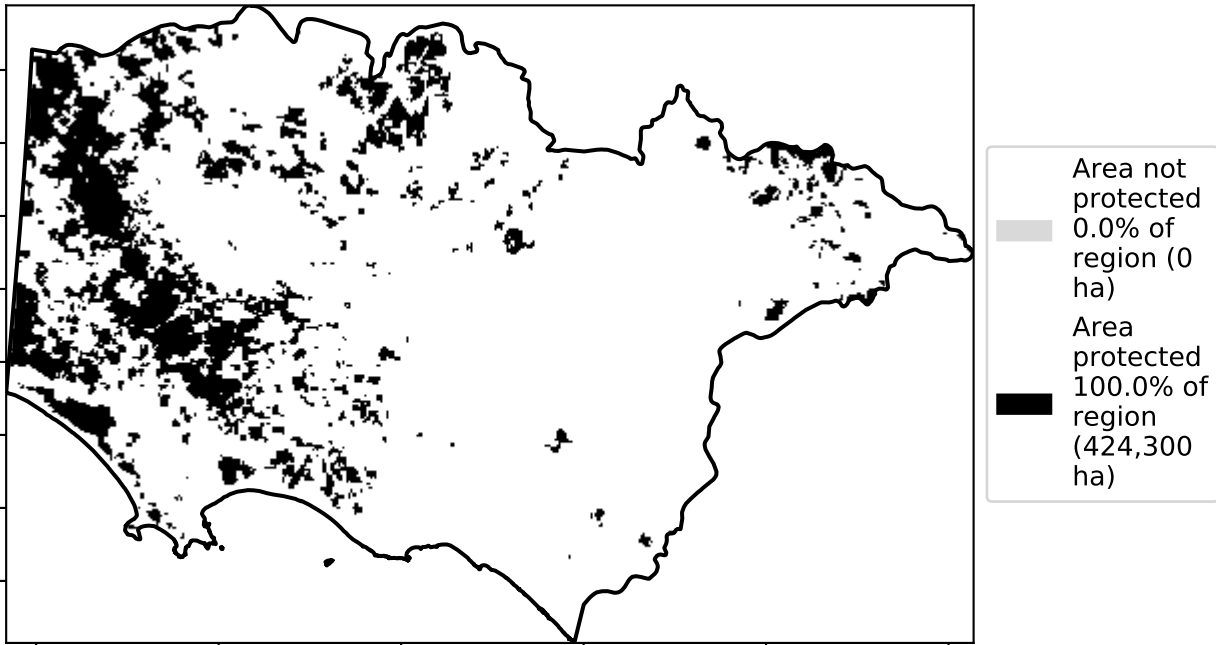 Area not
protected
0.0% of
region (0
ha)
Area
protected
100.0% of
region
(424,300
ha)